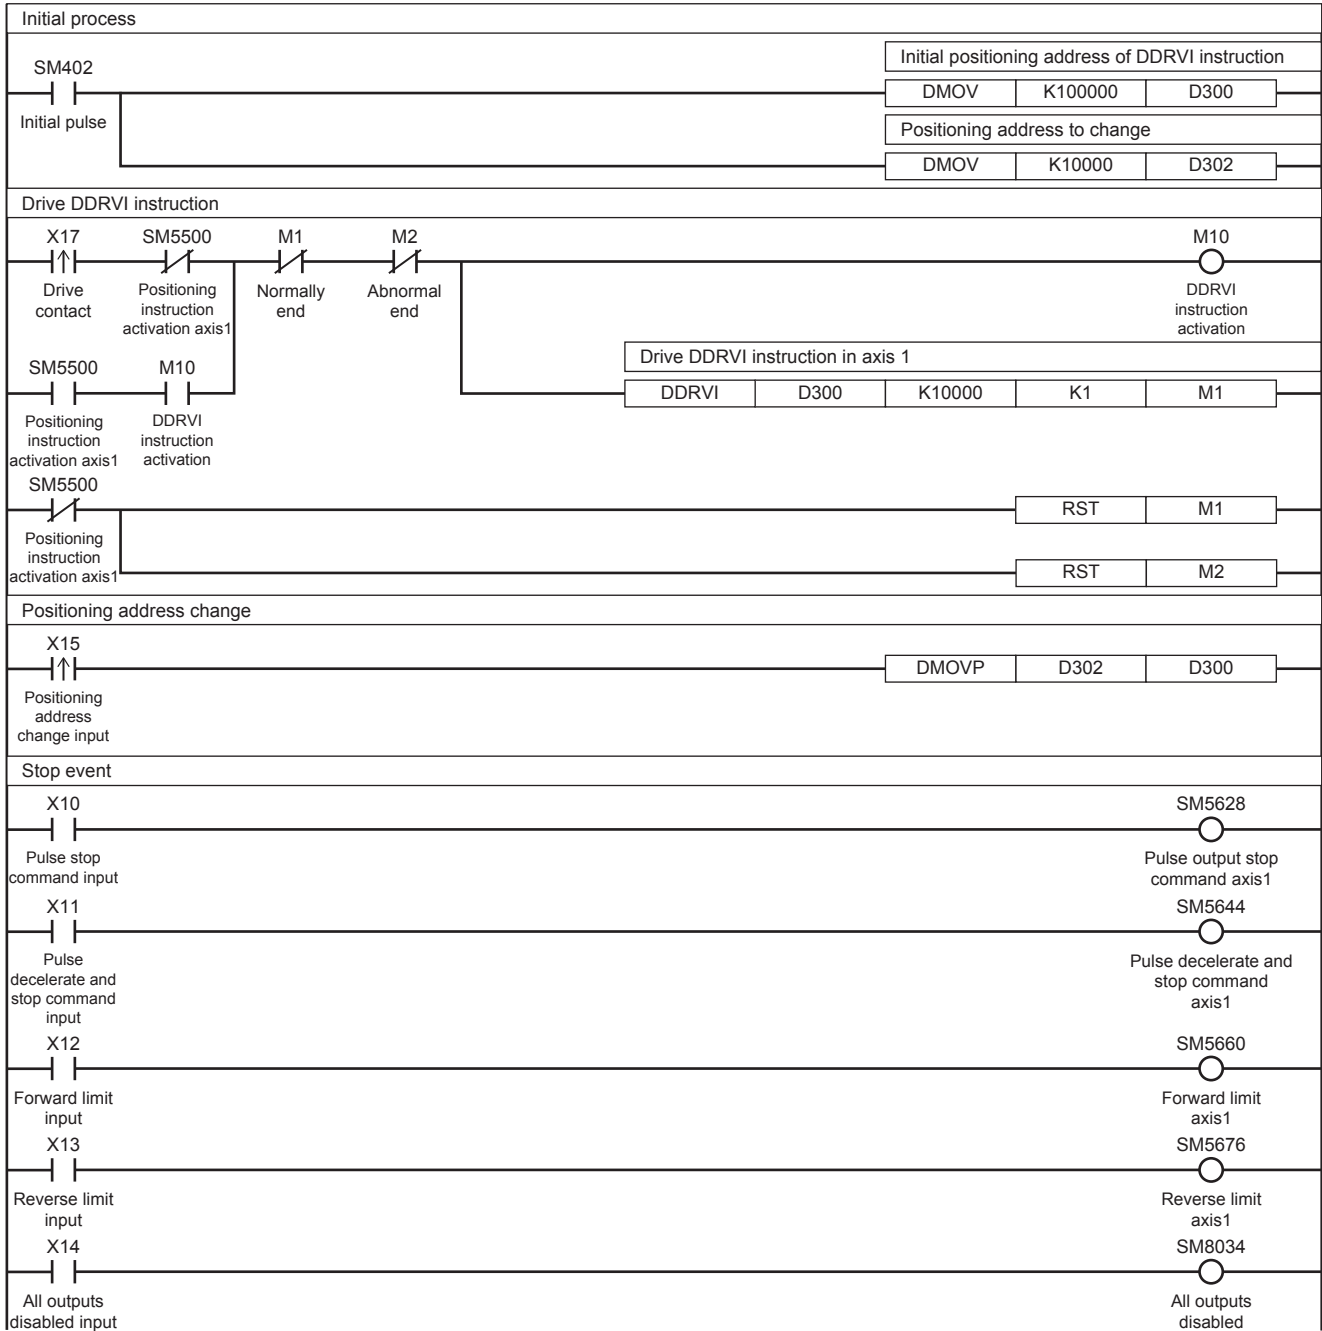 Initial process
Initial positioning address of DDRVI instruction
SM402
DMOV K100000 D300
Initial pulse
Positioning address to change
DMOV K10000 D302
Drive DDRVI instruction
X17 SM5500 M1 M2 M10
Drive contact
Positioning instruction activation axis1
Normally end
Abnormal end
DDRVI instruction activation
Drive DDRVI instruction in axis 1
SM5500 M10
DDRVI D300 K10000 K1 M1
Positioning instruction activation axis1
DDRVI instruction activation
SM5500
RST M1
Positioning instruction activation axis1
RST M2
Positioning address change
X15
DMOVP D302 D300
Positioning address change input
Stop event
X10 SM5628
Pulse stop command input
Pulse output stop command axis1
X11 SM5644
Pulse decelerate and stop command input
Pulse decelerate and stop command axis1
X12 SM5660
Forward limit input
Forward limit axis1
X13 SM5676
Reverse limit input
Reverse limit axis1
X14 SM8034
All outputs disabled input
All outputs disabled